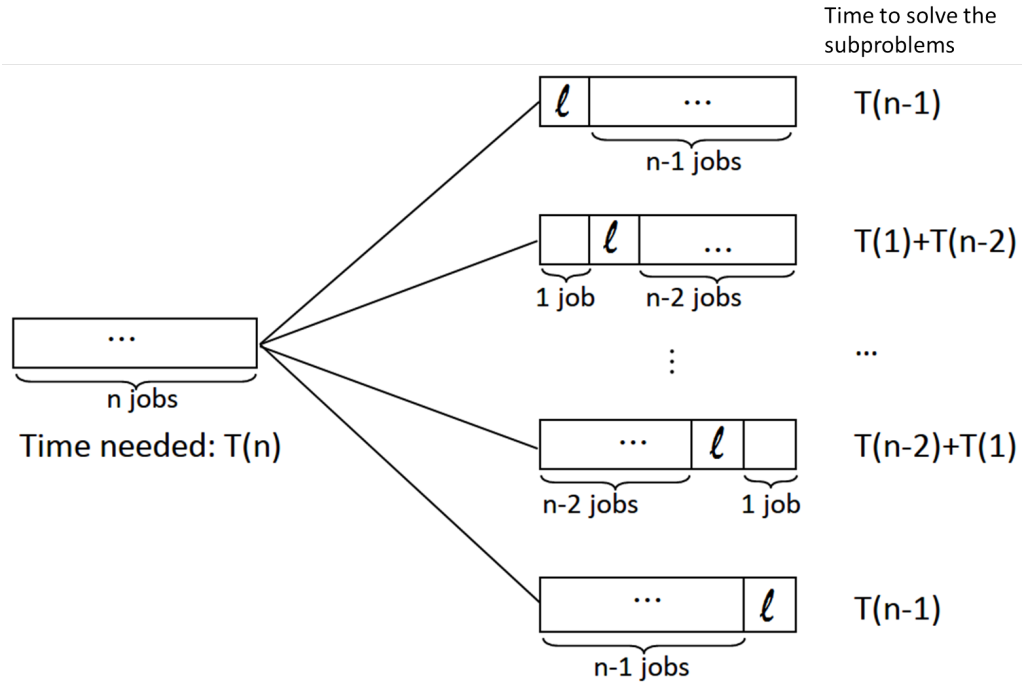 Time to solve the
subproblems
ℓ ... T(n-1)
n-1 jobs
ℓ ... T(1)+T(n-2)
1 job n-2 jobs
...
n jobs
Time needed: T(n)
⋮ ...
... ℓ T(n-2)+T(1)
n-2 jobs 1 job
... ℓ T(n-1)
n-1 jobs